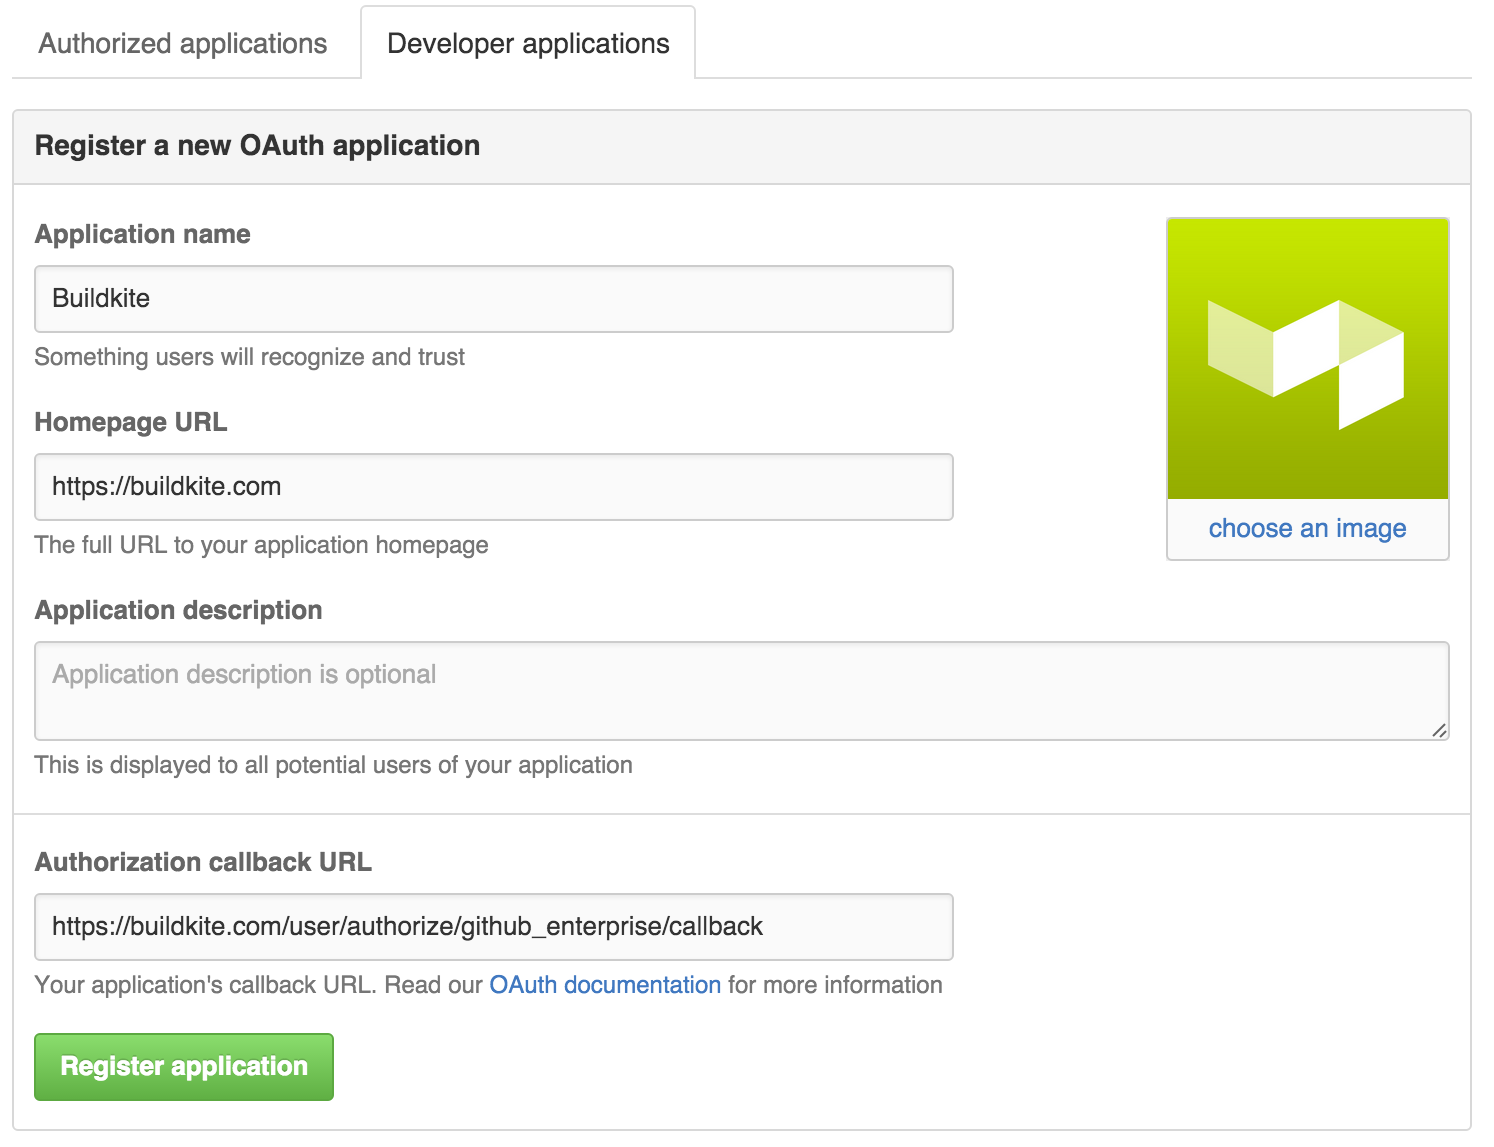 Authorized applications
Developer applications
Register a new OAuth application
Application name
Buildkite
Something users will recognize and trust
Homepage URL
https://buildkite.com
The full URL to your application homepage
choose an image
Application description
Application description is optional
This is displayed to all potential users of your application
Authorization callback URL
https://buildkite.com/user/authorize/github_enterprise/callback
Your application's callback URL. Read our OAuth documentation for more information
Register application